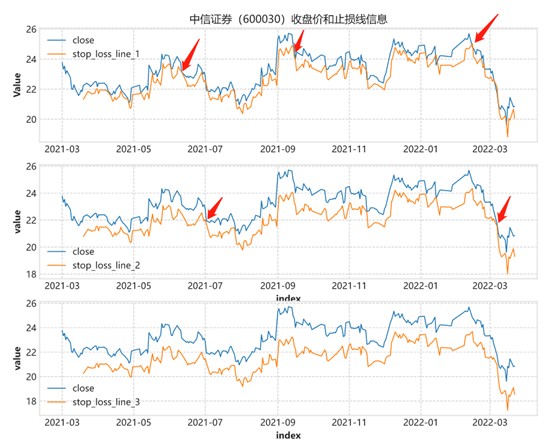 中信证券（600030）收盘价和止损线信息
26
24
22
20
Value
close
stop_loss_line_1
2021-03 2021-05 2021-07 2021-09 2021-11 2022-01 2022-03
26
24
22
20
18
value
close
stop_loss_line_2
2021-03 2021-05 2021-07 2021-09 2021-11 2022-01 2022-03
index
26
24
22
20
18
value
close
stop_loss_line_3
2021-03 2021-05 2021-07 2021-09 2021-11 2022-01 2022-03
index